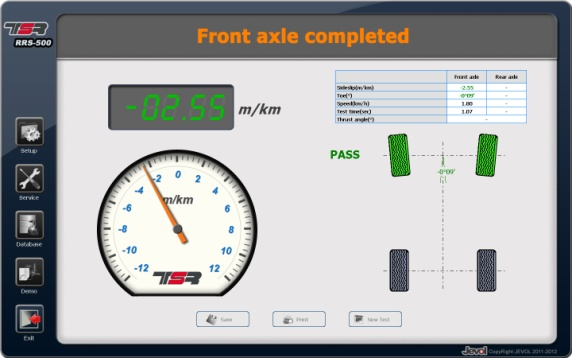 TSR
RRS-500
Front axle completed
Front axle Rear axle
Sideslip(m/km) -2.55 -
Toe(°) -0°09' -
Speed(km/h) 1.80 -
Test time(sec) 1.07 -
Thrust angle(°) -
-02.55 m/km
PASS
-0°09'
-12 -10 -8 -6 -4 -2 0 2 4 6 8 10 12
m/km
TSR
Setup
Service
Database
Demo
Exit
Save Print New Test
Jevol CopyRight JEVOL 2011-2012